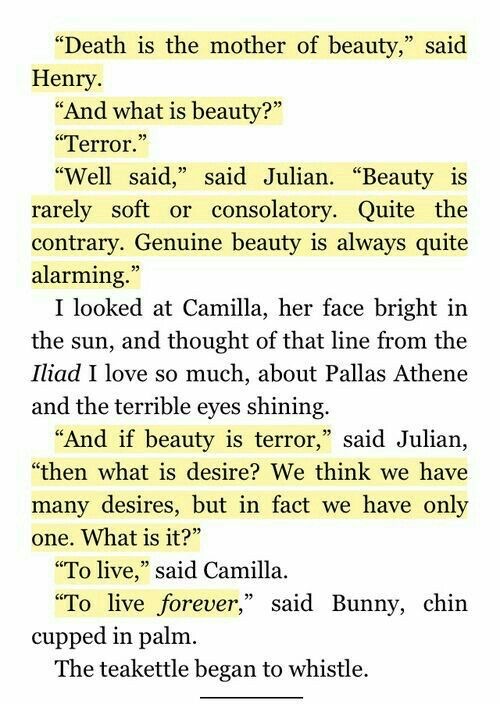 “Death is the mother of beauty,” said
Henry.
“And what is beauty?”
“Terror.”
“Well said,” said Julian. “Beauty is
rarely soft or consolatory. Quite the
contrary. Genuine beauty is always quite
alarming.”
I looked at Camilla, her face bright in
the sun, and thought of that line from the
Iliad I love so much, about Pallas Athene
and the terrible eyes shining.
“And if beauty is terror,” said Julian,
“then what is desire? We think we have
many desires, but in fact we have only
one. What is it?”
“To live,” said Camilla.
“To live forever,” said Bunny, chin
cupped in palm.
The teakettle began to whistle.